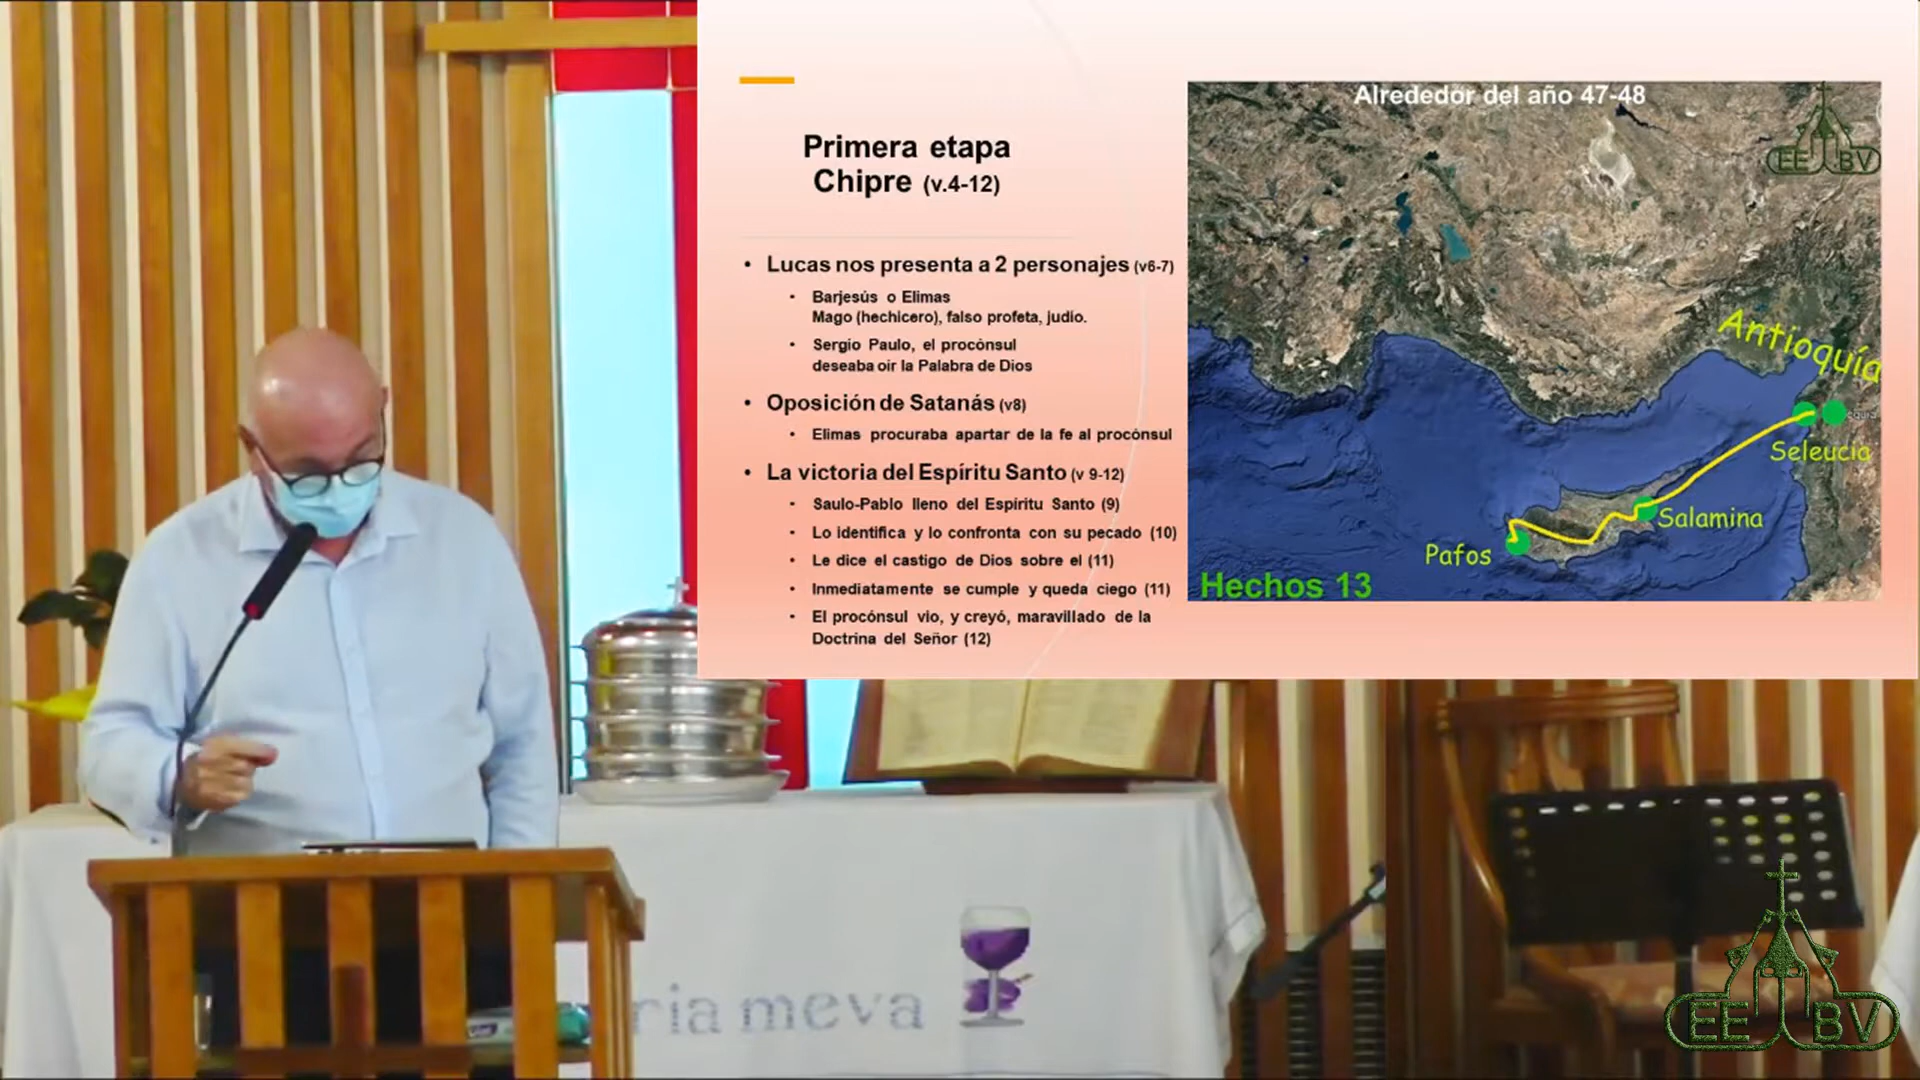 Primera etapa
Chipre (v.4-12)
• Lucas nos presenta a 2 personajes (v6-7)
• Barjesús o Elimas
Mago (hechicero), falso profeta, judío.
• Sergio Paulo, el procónsul
deseaba oír la Palabra de Dios
• Oposición de Satanás (v8)
• Elimas procuraba apartar de la fe al procónsul
• La victoria del Espíritu Santo (v 9-12)
• Saulo-Pablo lleno del Espíritu Santo (9)
• Lo identifica y lo confronta con su pecado (10)
• Le dice el castigo de Dios sobre el (11)
• Inmediatamente se cumple y queda ciego (11)
• El procónsul vio, y creyó, maravillado de la
Doctrina del Señor (12)
Alrededor del año 47-48
EE BV
Antioquía
Seleucia
Salamina
Pafos
Hechos 13
ria meva
EE BV